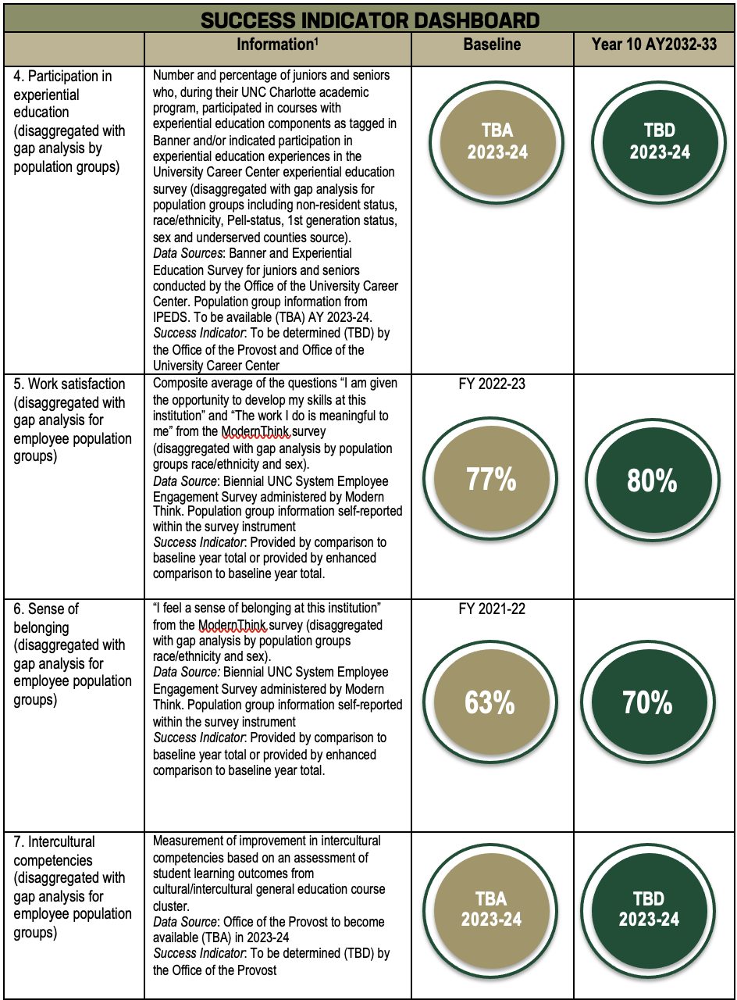 SUCCESS INDICATOR DASHBOARD
Information¹
Baseline
Year 10 AY2032-33
4. Participation in
experiential
education
(disaggregated with
gap analysis by
population groups)
Number and percentage of juniors and seniors
who, during their UNC Charlotte academic
program, participated in courses with
experiential education components as tagged in
Banner and/or indicated participation in
experiential education experiences in the
University Career Center experiential education
survey (disaggregated with gap analysis for
population groups including non-resident status,
race/ethnicity, Pell-status, 1st generation status,
sex and underserved counties source).
Data Sources: Banner and Experiential
Education Survey for juniors and seniors
conducted by the Office of the University Career
Center. Population group information from
IPEDS. To be available (TBA) AY 2023-24.
Success Indicator: To be determined (TBD) by
the Office of the Provost and Office of the
University Career Center
TBA
2023-24
TBD
2023-24
5. Work satisfaction
(disaggregated with
gap analysis for
employee population
groups)
Composite average of the questions “I am given
the opportunity to develop my skills at this
institution” and “The work I do is meaningful to
me” from the ModernThink survey
(disaggregated with gap analysis by population
groups race/ethnicity and sex).
Data Source: Biennial UNC System Employee
Engagement Survey administered by Modern
Think. Population group information self-reported
within the survey instrument
Success Indicator: Provided by comparison to
baseline year total or provided by enhanced
comparison to baseline year total.
FY 2022-23
77%
80%
6. Sense of
belonging
(disaggregated with
gap analysis for
employee population
groups)
“I feel a sense of belonging at this institution”
from the ModernThink survey (disaggregated
with gap analysis by population groups
race/ethnicity and sex).
Data Source: Biennial UNC System Employee
Engagement Survey administered by Modern
Think. Population group information self-reported
within the survey instrument
Success Indicator: Provided by comparison to
baseline year total or provided by enhanced
comparison to baseline year total.
FY 2021-22
63%
70%
7. Intercultural
competencies
(disaggregated with
gap analysis for
employee population
groups)
Measurement of improvement in intercultural
competencies based on an assessment of
student learning outcomes from
cultural/intercultural general education course
cluster.
Data Source: Office of the Provost to become
available (TBA) in 2023-24
Success Indicator: To be determined (TBD) by
the Office of the Provost
TBA
2023-24
TBD
2023-24